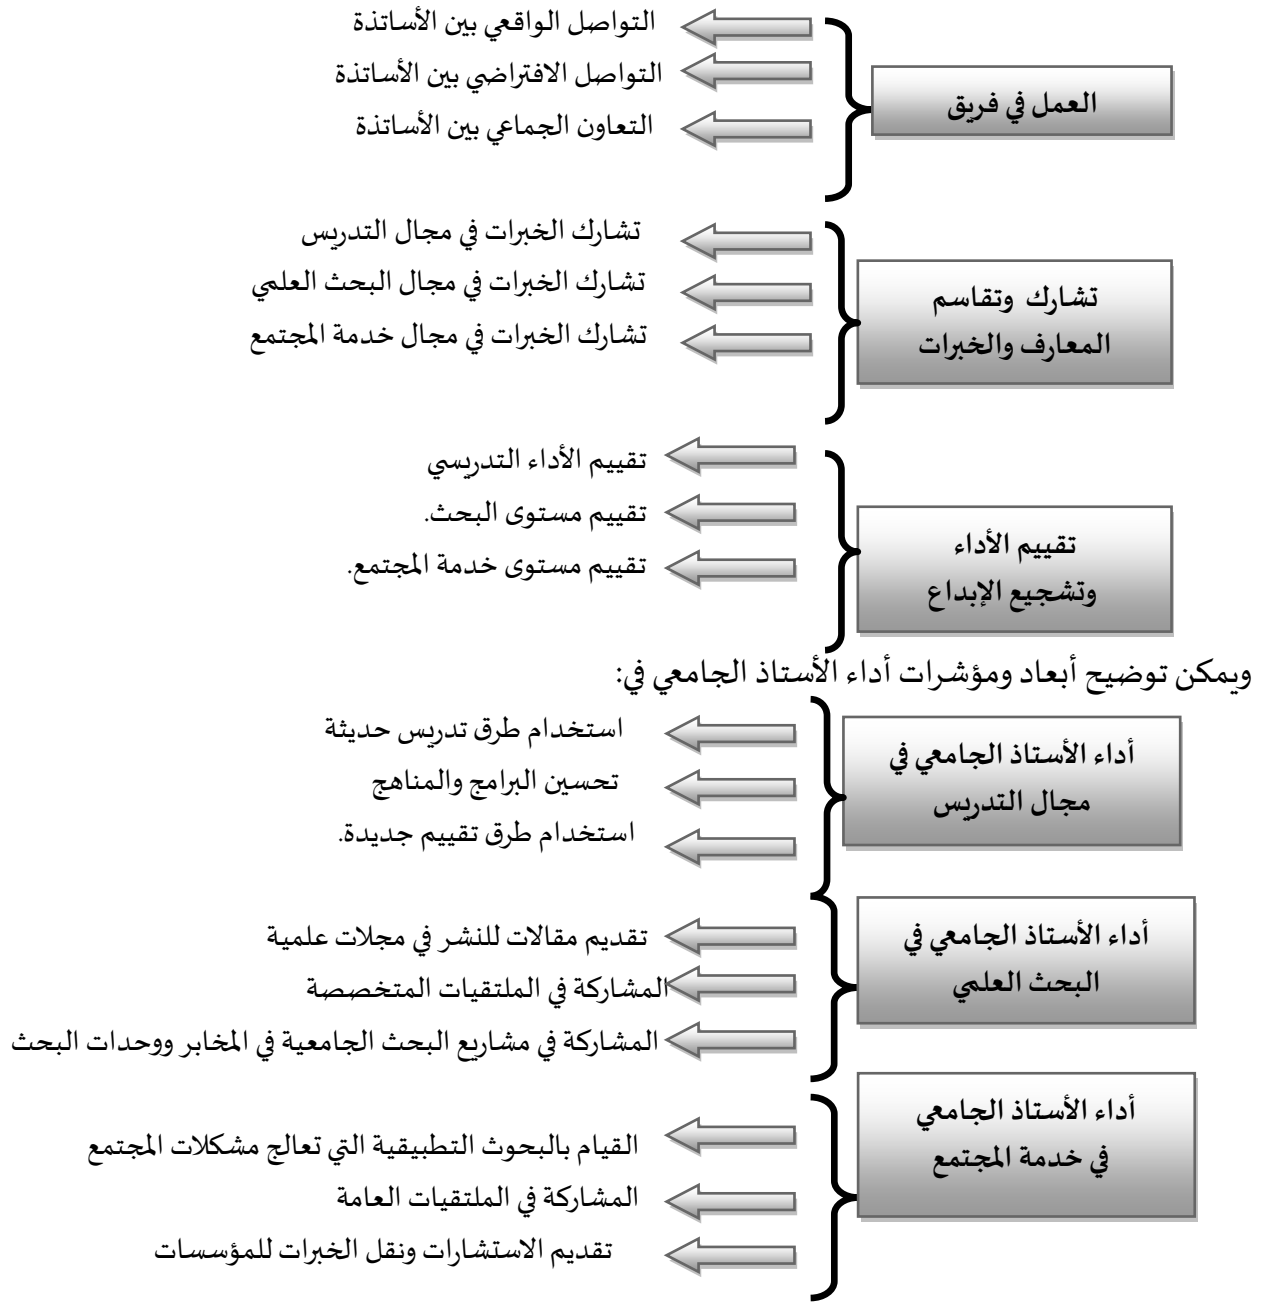 العمل في فريق
التواصل الواقعي بين الأساتذة
التواصل الافتراضي بين الأساتذة
التعاون الجماعي بين الأساتذة
تشارك وتقاسم
المعارف والخبرات
تشارك الخبرات في مجال التدريس
تشارك الخبرات في مجال البحث العلمي
تشارك الخبرات في مجال خدمة المجتمع
تقييم الأداء
وتشجيع الإبداع
تقييم الأداء التدريسي
تقييم مستوى البحث.
تقييم مستوى خدمة المجتمع.
ويمكن توضيح أبعاد ومؤشرات أداء الأستاذ الجامعي في:
أداء الأستاذ الجامعي في
مجال التدريس
استخدام طرق تدريس حديثة
تحسين البرامج والمناهج
استخدام طرق تقييم جديدة.
أداء الأستاذ الجامعي في
البحث العلمي
تقديم مقالات للنشر في مجلات علمية
المشاركة في الملتقيات المتخصصة
المشاركة في مشاريع البحث الجامعية في المخابر ووحدات البحث
أداء الأستاذ الجامعي
في خدمة المجتمع
القيام بالبحوث التطبيقية التي تعالج مشكلات المجتمع
المشاركة في الملتقيات العامة
تقديم الاستشارات ونقل الخبرات للمؤسسات